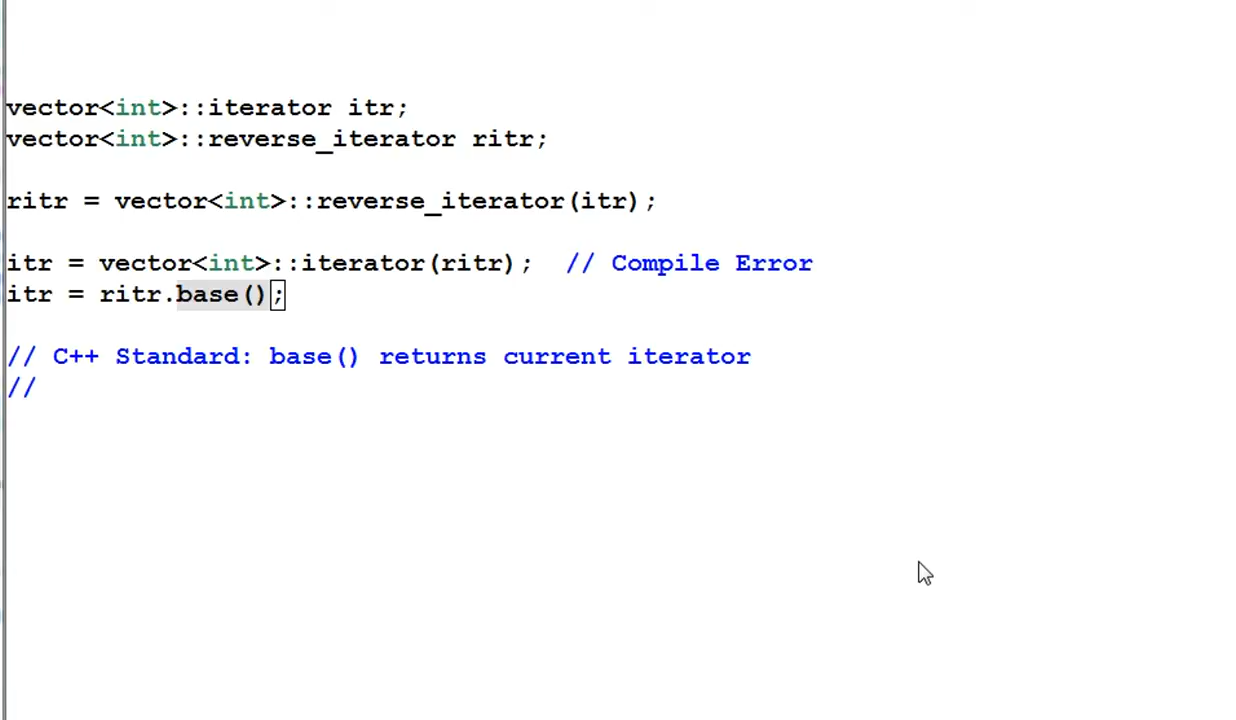 vector<int>::iterator itr;
vector<int>::reverse_iterator ritr;
ritr = vector<int>::reverse_iterator(itr);
itr = vector<int>::iterator(ritr);  // Compile Error
itr = ritr.base();
// C++ Standard: base() returns current iterator
//